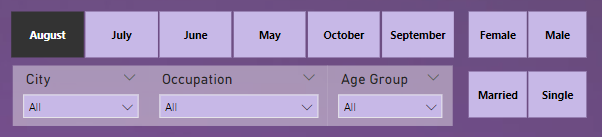 August July June May October September Female Male
City Occupation Age Group
All All All
Married Single